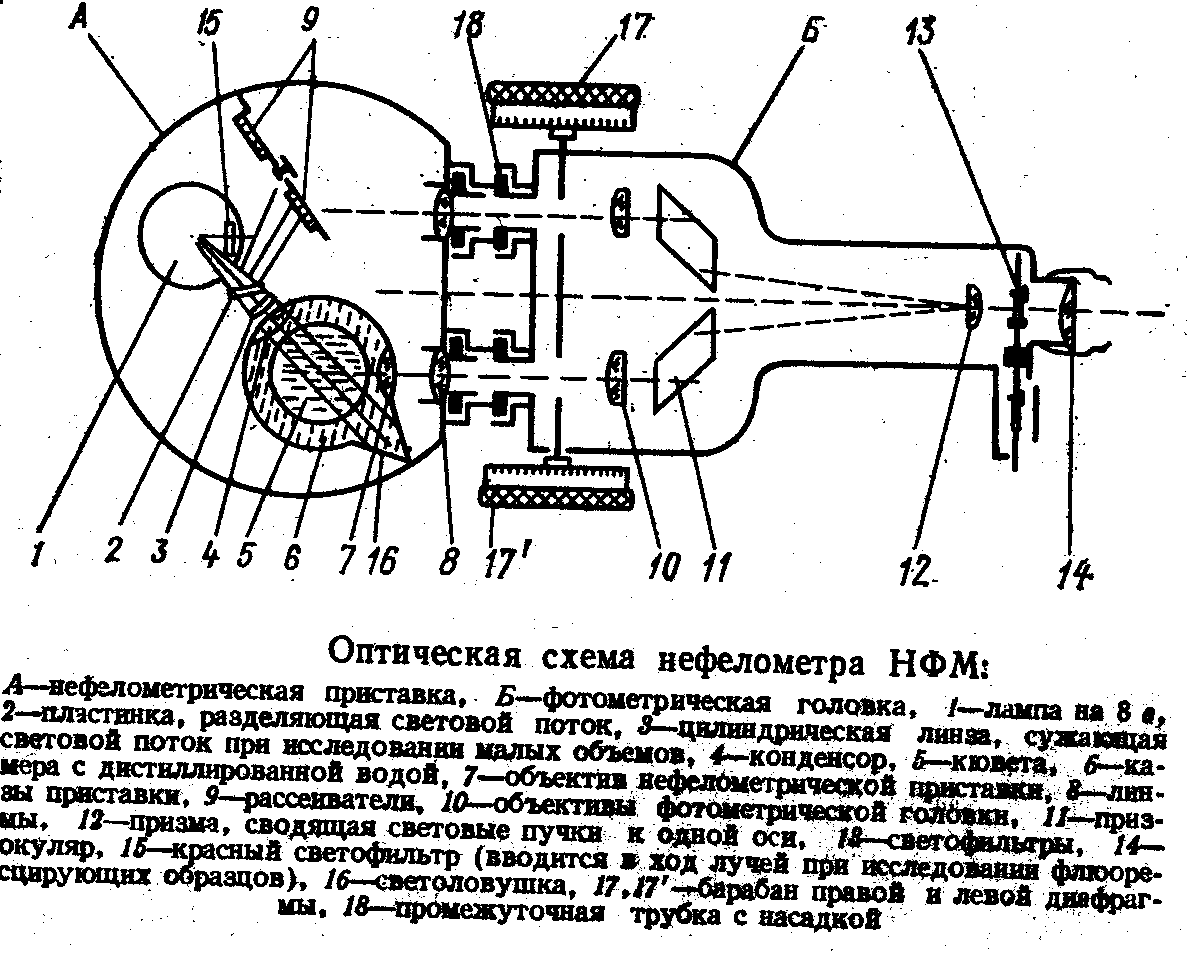 А 15 9 18 17 Б 13
1 2 3 4 5 6 7 16 8 17' 10 11 12 14
Оптическая схема нефелометра НФМ:
А—нефелометрическая приставка, Б—фотометрическая головка, 1—лампа на 8 в,
2—пластинка, разделяющая световой поток, 3—цилиндрическая линза, сужающая
световой поток при исследовании малых объемов, 4—конденсор, 5—кювета, 6—ка-
мера с дистиллированной водой, 7—объектив нефелометрической приставки, 8—лин-
зы приставки, 9—рассеиватели, 10—объективы фотометрической головки, 11—приз-
мы, 12—призма, сводящая световые пучки к одной оси, 13—светофильтры, 14—
окуляр, 15—красный светофильтр (вводится в ход лучей при исследовании флюоре-
сцирующих образцов), 16—светоловушка, 17,17'—барабан правой и левой диафраг-
мы, 18—промежуточная трубка с насадкой